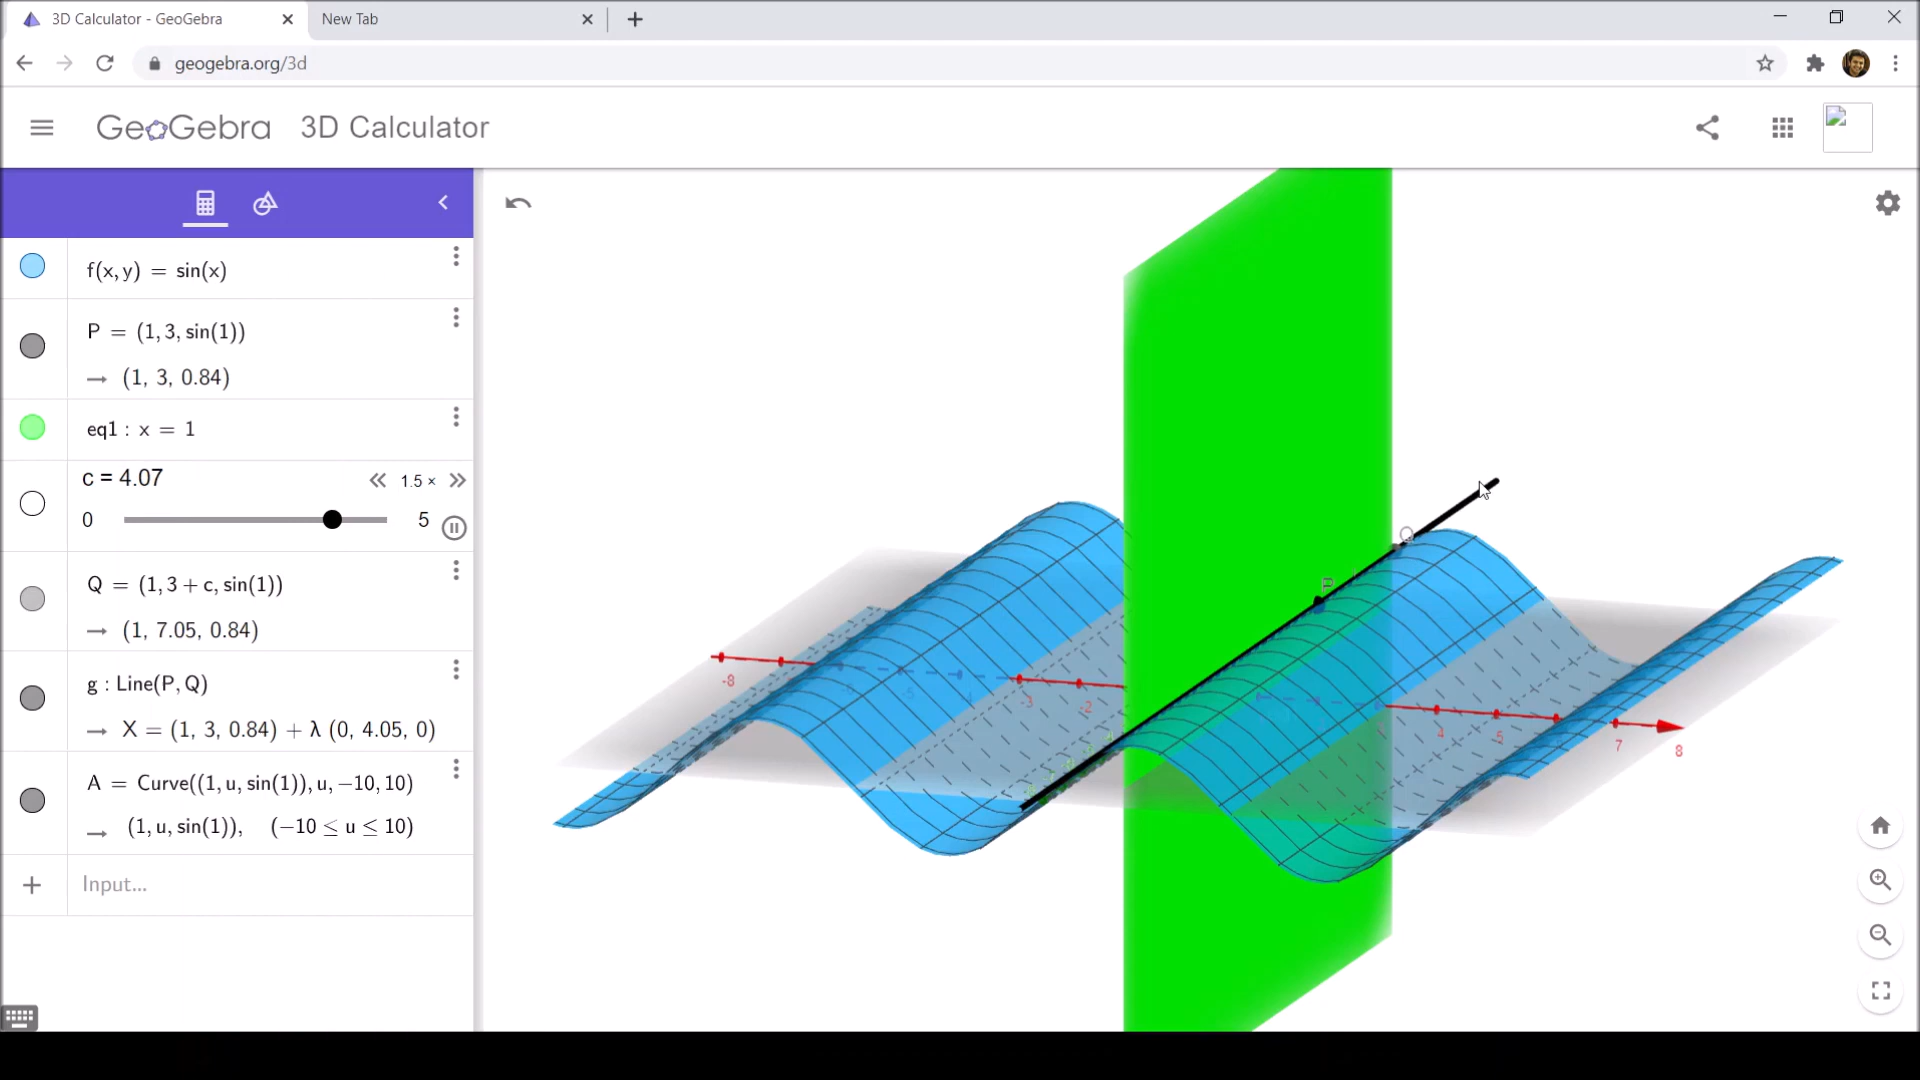 3D Calculator - GeoGebra
New Tab
geogebra.org/3d
GeoGebra 3D Calculator
f(x, y) = sin(x)
P = (1, 3, sin(1))
→ (1, 3, 0.84)
eq1 : x = 1
c = 4.07
1.5 ×
0
5
Q = (1, 3 + c, sin(1))
→ (1, 7.05, 0.84)
g : Line(P, Q)
→ X = (1, 3, 0.84) + λ (0, 4.05, 0)
A = Curve((1, u, sin(1)), u, −10, 10)
→ (1, u, sin(1)), (−10 ≤ u ≤ 10)
Input...
Q
P
-8
-3
-2
4
5
7
8